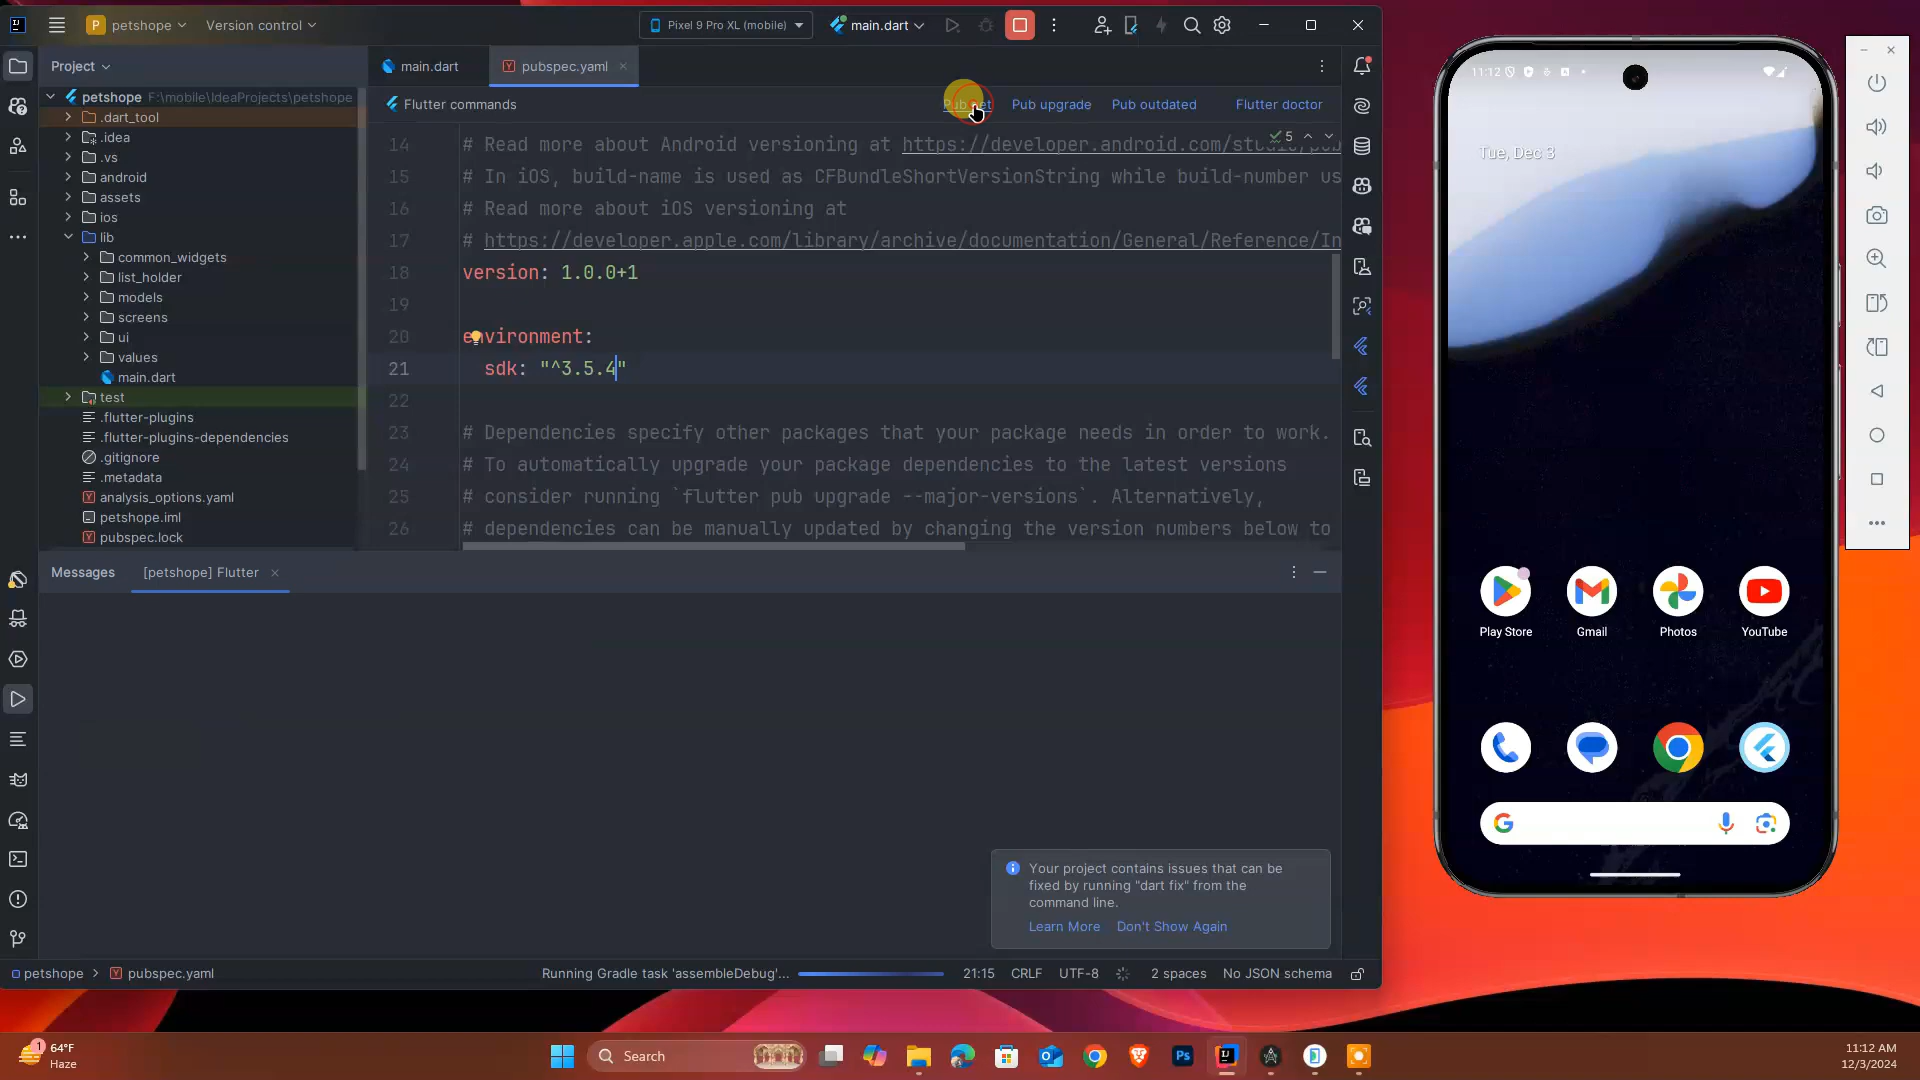 petshope
Version control
Pixel 9 Pro XL (mobile)
main.dart
Project
main.dart
pubspec.yaml
petshope F:\mobile\IdeaProjects\petshope
Flutter commands
Pub get
Pub upgrade
Pub outdated
Flutter doctor
.dart_tool
.idea
.vs
android
assets
ios
lib
common_widgets
list_holder
models
screens
ui
values
main.dart
test
.flutter-plugins
.flutter-plugins-dependencies
.gitignore
.metadata
analysis_options.yaml
petshope.iml
pubspec.lock
5
14 # Read more about Android versioning at https://developer.android.com/studio/pub
15 # In iOS, build-name is used as CFBundleShortVersionString while build-number us
16 # Read more about iOS versioning at
17 # https://developer.apple.com/library/archive/documentation/General/Reference/In
18 version: 1.0.0+1
19
20 environment:
21 sdk: "^3.5.4"
22
23 # Dependencies specify other packages that your package needs in order to work.
24 # To automatically upgrade your package dependencies to the latest versions
25 # consider running `flutter pub upgrade --major-versions`. Alternatively,
26 # dependencies can be manually updated by changing the version numbers below to
Messages
[petshope] Flutter
Your project contains issues that can be
fixed by running "dart fix" from the
command line.
Learn More Don't Show Again
petshope > pubspec.yaml
Running Gradle task 'assembleDebug'...
21:15
CRLF
UTF-8
2 spaces
No JSON schema
11:12
Tue, Dec 3
Play Store
Gmail
Photos
YouTube
1
64°F
Haze
Search
Ps
11:12 AM
12/3/2024